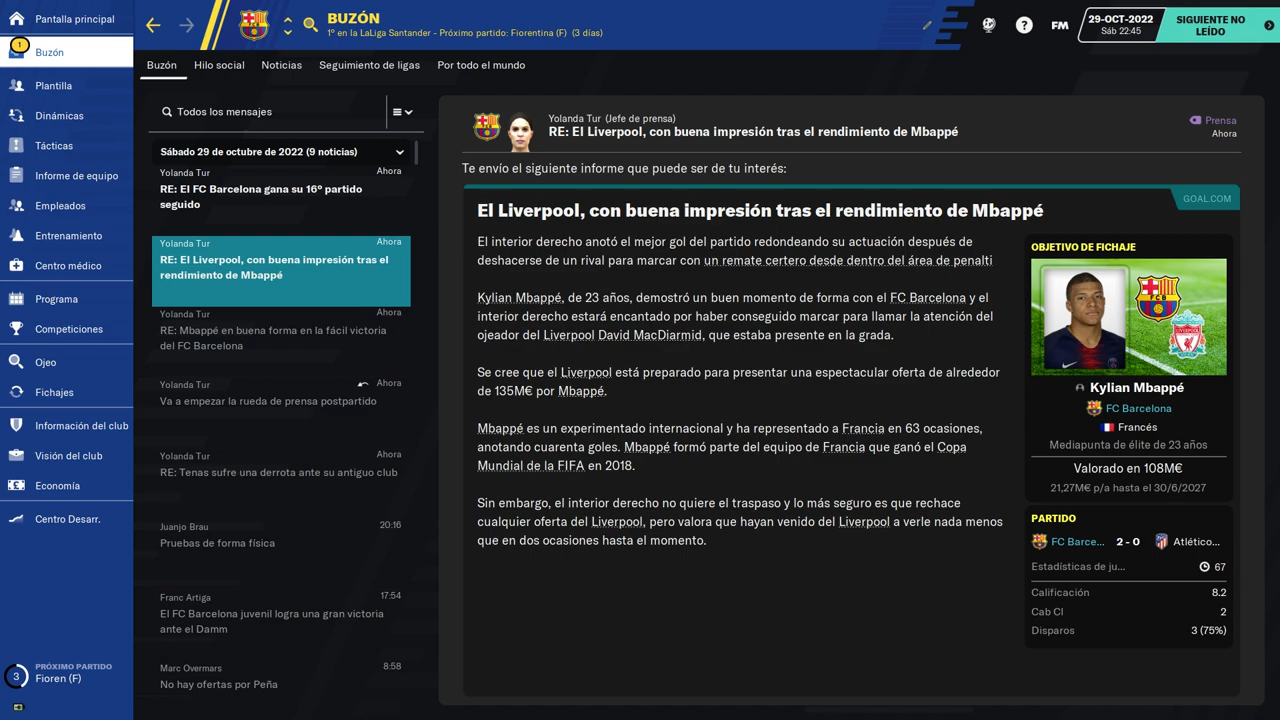 Pantalla principal
1
Buzón
Plantilla
Dinámicas
Tácticas
Informe de equipo
Empleados
Entrenamiento
Centro médico
Programa
Competiciones
Ojeo
Fichajes
Información del club
Visión del club
Economía
Centro Desarr.
PRÓXIMO PARTIDO
3
Fioren (F)
BUZÓN
1º en la LaLiga Santander - Próximo partido: Fiorentina (F) (3 días)
?
FM
29-OCT-2022
Sáb 22:45
SIGUIENTE NO
LEÍDO
Buzón
Hilo social
Noticias
Seguimiento de ligas
Por todo el mundo
Todos los mensajes
Sábado 29 de octubre de 2022 (9 noticias)
Yolanda Tur Ahora
RE: El FC Barcelona gana su 16º partido
seguido
Yolanda Tur Ahora
RE: El Liverpool, con buena impresión tras el
rendimiento de Mbappé
Yolanda Tur Ahora
RE: Mbappé en buena forma en la fácil victoria
del FC Barcelona
Yolanda Tur Ahora
Va a empezar la rueda de prensa postpartido
Yolanda Tur Ahora
RE: Tenas sufre una derrota ante su antiguo club
Juanjo Brau 20:16
Pruebas de forma física
Franc Artiga 17:54
El FC Barcelona juvenil logra una gran victoria
ante el Damm
Marc Overmars 8:58
No hay ofertas por Peña
Yolanda Tur (Jefe de prensa)
RE: El Liverpool, con buena impresión tras el rendimiento de Mbappé
Prensa
Ahora
Te envío el siguiente informe que puede ser de tu interés:
GOAL.COM
El Liverpool, con buena impresión tras el rendimiento de Mbappé
El interior derecho anotó el mejor gol del partido redondeando su actuación después de
deshacerse de un rival para marcar con un remate certero desde dentro del área de penalti
Kylian Mbappé, de 23 años, demostró un buen momento de forma con el FC Barcelona y el
interior derecho estará encantado por haber conseguido marcar para llamar la atención del
ojeador del Liverpool David MacDiarmid, que estaba presente en la grada.
Se cree que el Liverpool está preparado para presentar una espectacular oferta de alrededor
de 135M€ por Mbappé.
Mbappé es un experimentado internacional y ha representado a Francia en 63 ocasiones,
anotando cuarenta goles. Mbappé formó parte del equipo de Francia que ganó el Copa
Mundial de la FIFA en 2018.
Sin embargo, el interior derecho no quiere el traspaso y lo más seguro es que rechace
cualquier oferta del Liverpool, pero valora que hayan venido del Liverpool a verle nada menos
que en dos ocasiones hasta el momento.
OBJETIVO DE FICHAJE
Kylian Mbappé
FC Barcelona
Francés
Mediapunta de élite de 23 años
Valorado en 108M€
21,27M€ p/a hasta el 30/6/2027
PARTIDO
FC Barce... 2 - 0 Atlético...
Estadísticas de ju... 67
Calificación 8.2
Cab Cl 2
Disparos 3 (75%)